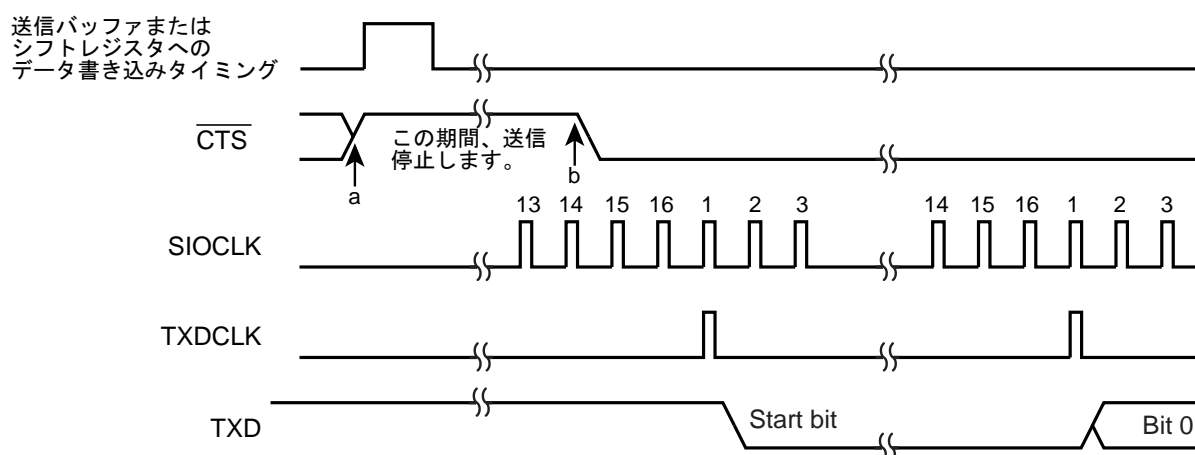 送信バッファまたは
シフトレジスタへの
データ書き込みタイミング
CTS
この期間、送信
停止します。
a
b
13 14 15 16 1 2 3 14 15 16 1 2 3
SIOCLK
TXDCLK
TXD
Start bit
Bit 0